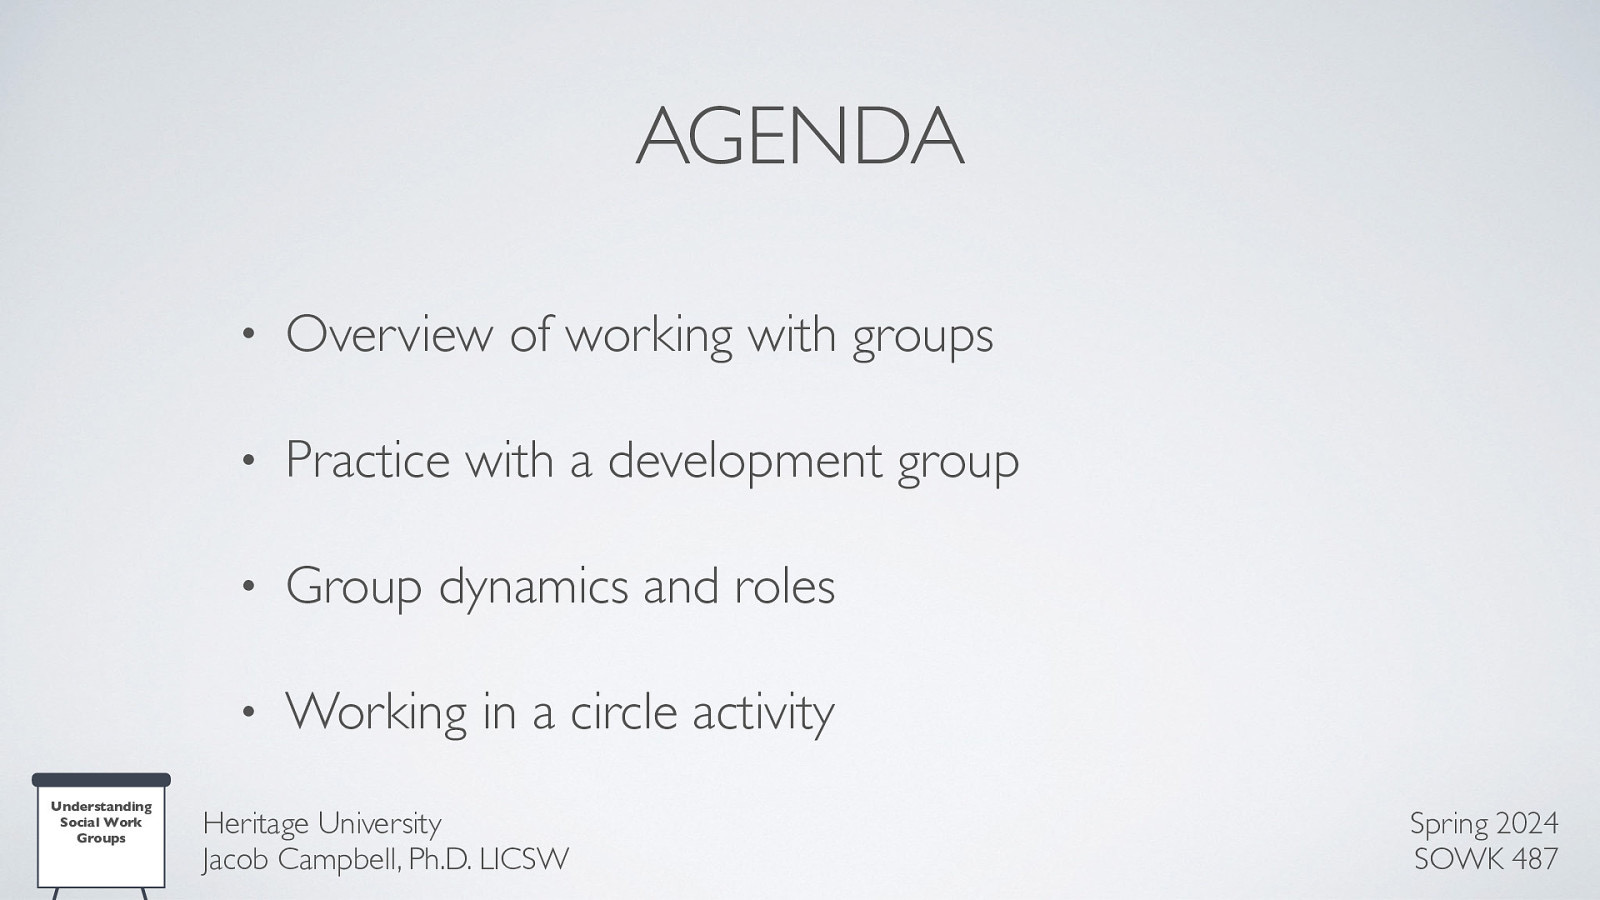 AGENDA
• Overview of working with groups
• Practice with a development group
• Group dynamics and roles
• Working in a circle activity
Understanding
Social Work
Groups
Heritage University
Jacob Campbell, Ph.D. LICSW
Spring 2024
SOWK 487